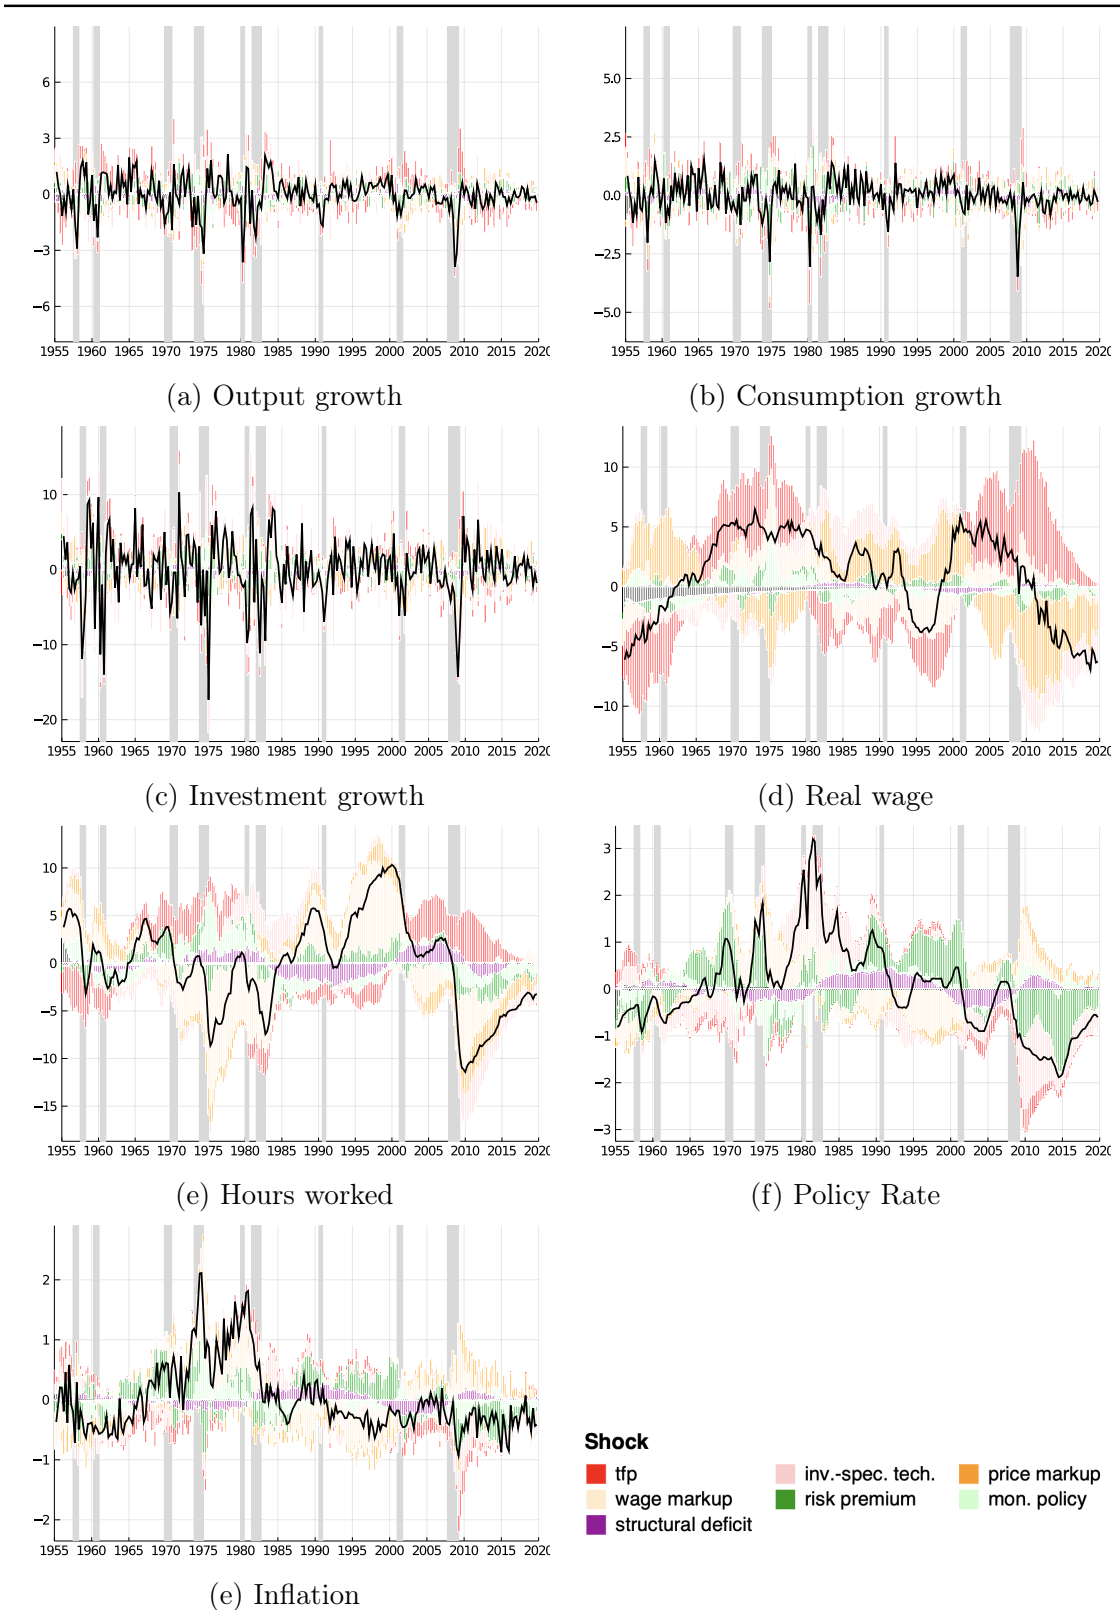 6
3
0
−3
−6
1955 1960 1965 1970 1975 1980 1985 1990 1995 2000 2005 2010 2015 2020
(a) Output growth
5.0
2.5
0.0
−2.5
−5.0
1955 1960 1965 1970 1975 1980 1985 1990 1995 2000 2005 2010 2015 2020
(b) Consumption growth
10
0
−10
−20
1955 1960 1965 1970 1975 1980 1985 1990 1995 2000 2005 2010 2015 2020
(c) Investment growth
10
5
0
−5
−10
1955 1960 1965 1970 1975 1980 1985 1990 1995 2000 2005 2010 2015 2020
(d) Real wage
10
5
0
−5
−10
−15
1955 1960 1965 1970 1975 1980 1985 1990 1995 2000 2005 2010 2015 2020
(e) Hours worked
3
2
1
0
−1
−2
−3
1955 1960 1965 1970 1975 1980 1985 1990 1995 2000 2005 2010 2015 2020
(f) Policy Rate
2
1
0
−1
−2
1955 1960 1965 1970 1975 1980 1985 1990 1995 2000 2005 2010 2015 2020
(e) Inflation
Shock
tfp inv.-spec. tech. price markup
wage markup risk premium mon. policy
structural deficit